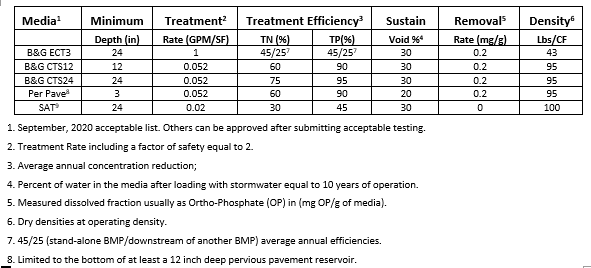 Media¹ Minimum Treatment² Treatment Efficiency³ Sustain Removal⁵ Density⁶
Depth (in) Rate (GPM/SF) TN (%) TP(%) Void %⁴ Rate (mg/g) Lbs/CF
B&G ECT3 24 1 45/25⁷ 45/25⁷ 30 0.2 43
B&G CTS12 12 0.052 60 90 30 0.2 95
B&G CTS24 24 0.052 75 95 30 0.2 95
Per Pave⁸ 3 0.052 60 90 20 0.2 95
SAT⁹ 24 0.02 30 45 30 0 100
1. September, 2020 acceptable list. Others can be approved after submitting acceptable testing.
2. Treatment Rate including a factor of safety equal to 2.
3. Average annual concentration reduction;
4. Percent of water in the media after loading with stormwater equal to 10 years of operation.
5. Measured dissolved fraction usually as Ortho-Phosphate (OP) in (mg OP/g of media).
6. Dry densities at operating density.
7. 45/25 (stand-alone BMP/downstream of another BMP) average annual efficiencies.
8. Limited to the bottom of at least a 12 inch deep pervious pavement reservoir.